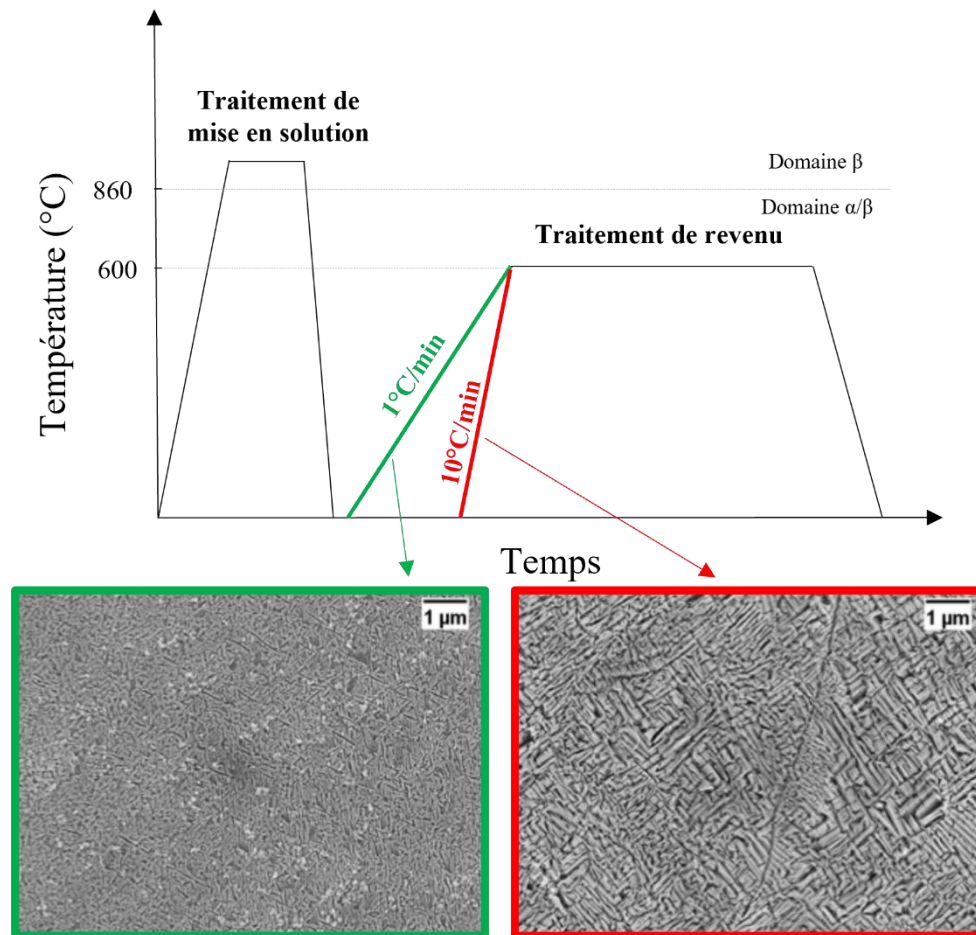 Traitement de
mise en solution
Domaine β
860
Domaine α/β
Traitement de revenu
600
Température (°C)
1°C/min
10°C/min
Temps
1 µm
1 µm